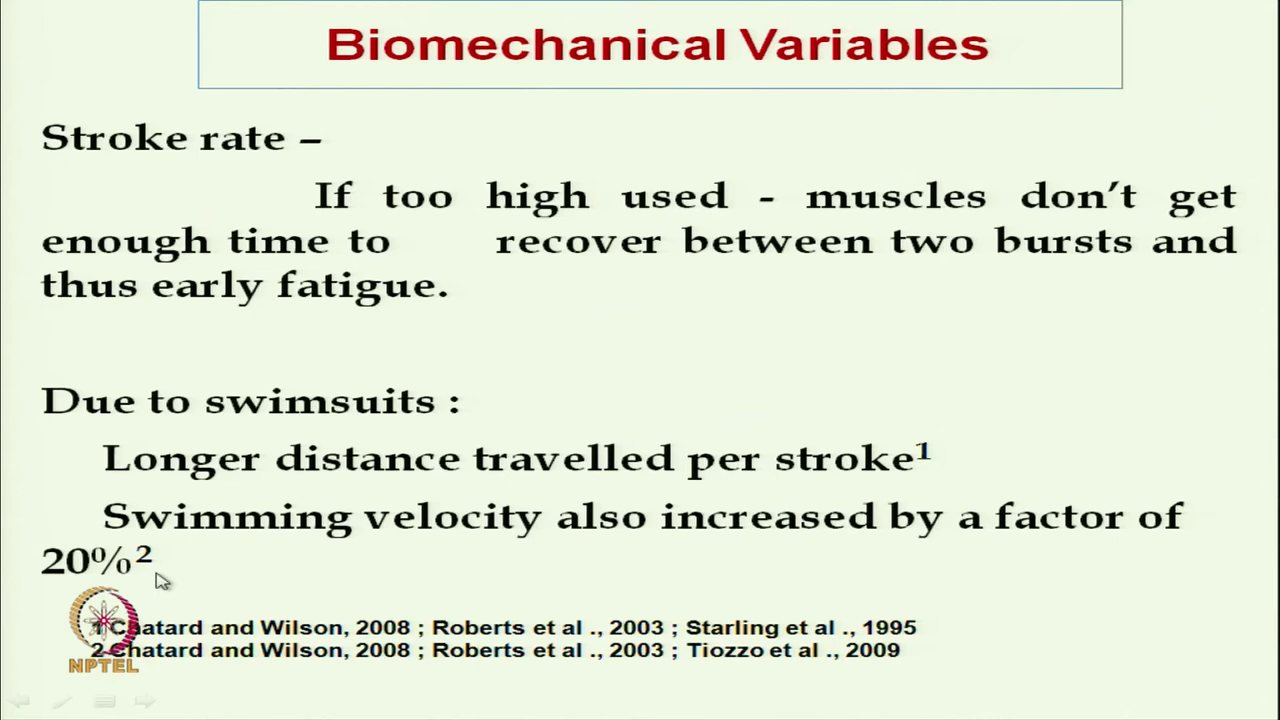 Biomechanical Variables
Stroke rate –
If too high used - muscles don't get
enough time to recover between two bursts and
thus early fatigue.
Due to swimsuits :
Longer distance travelled per stroke¹
Swimming velocity also increased by a factor of
20%²
1 Chatard and Wilson, 2008 ; Roberts et al ., 2003 ; Starling et al ., 1995
2 Chatard and Wilson, 2008 ; Roberts et al ., 2003 ; Tiozzo et al ., 2009
NPTEL